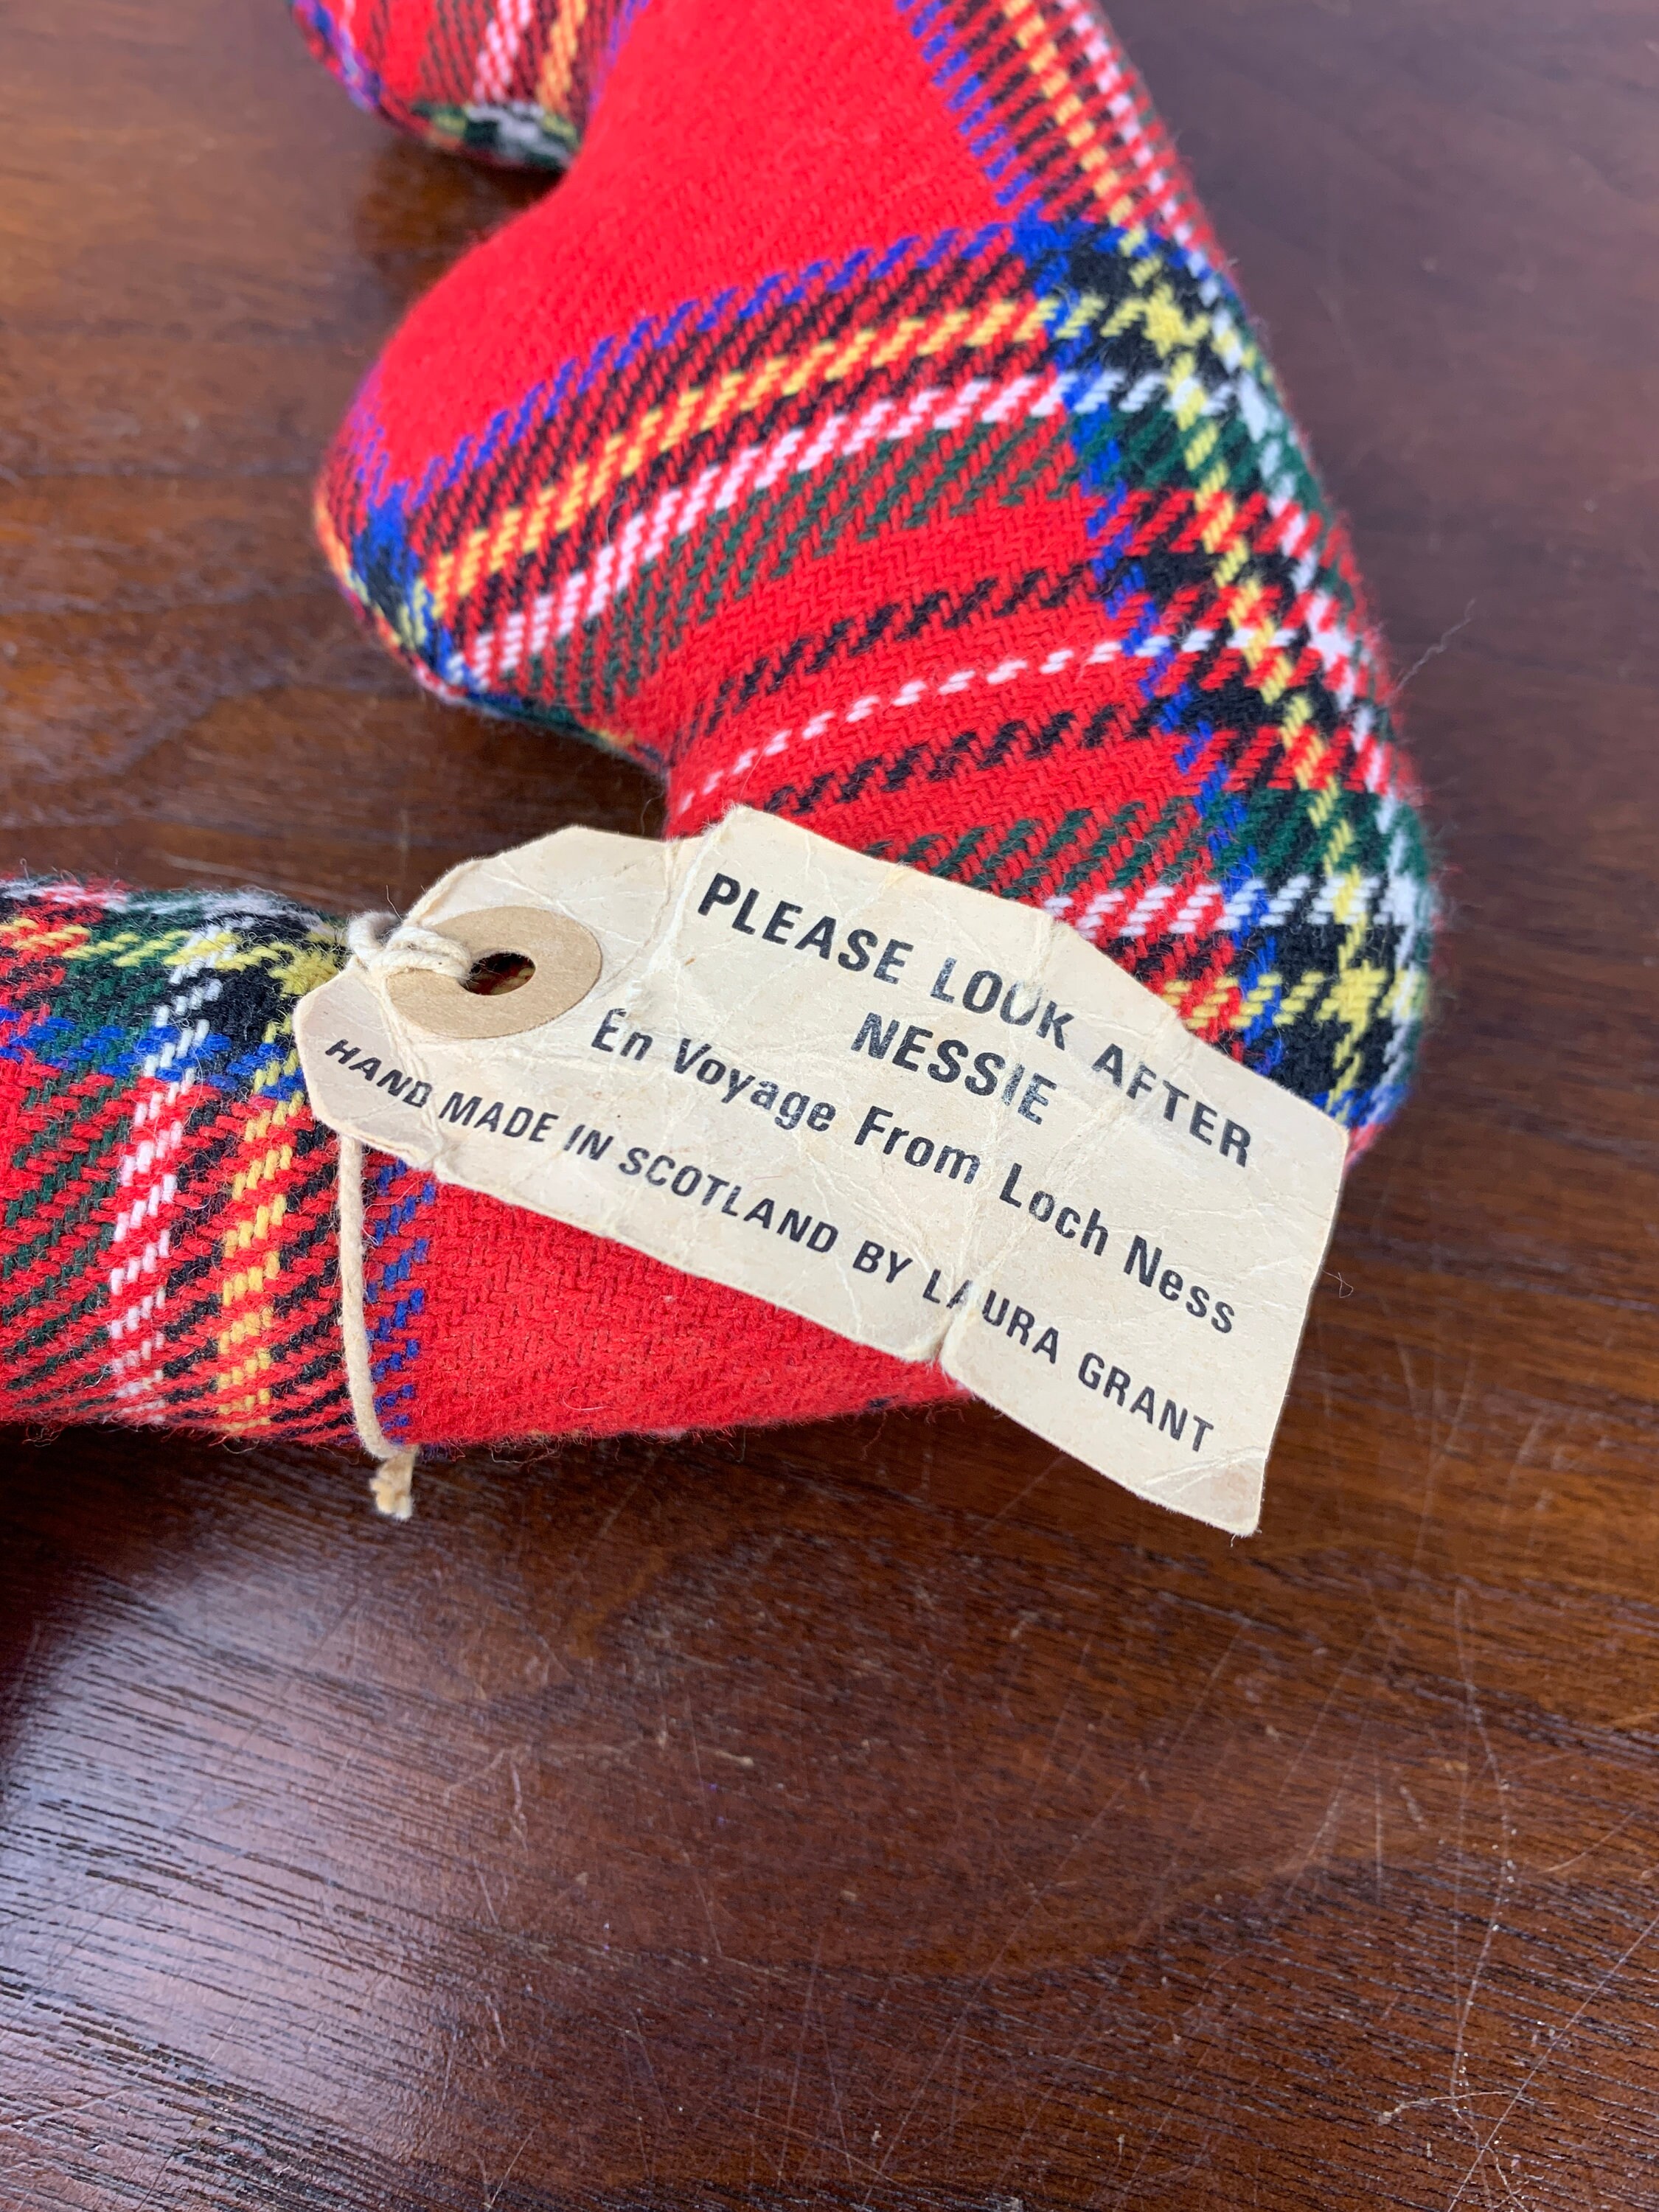 PLEASE LOOK AFTER
NESSIE
En Voyage From Loch Ness
HAND MADE IN SCOTLAND BY LAURA GRANT